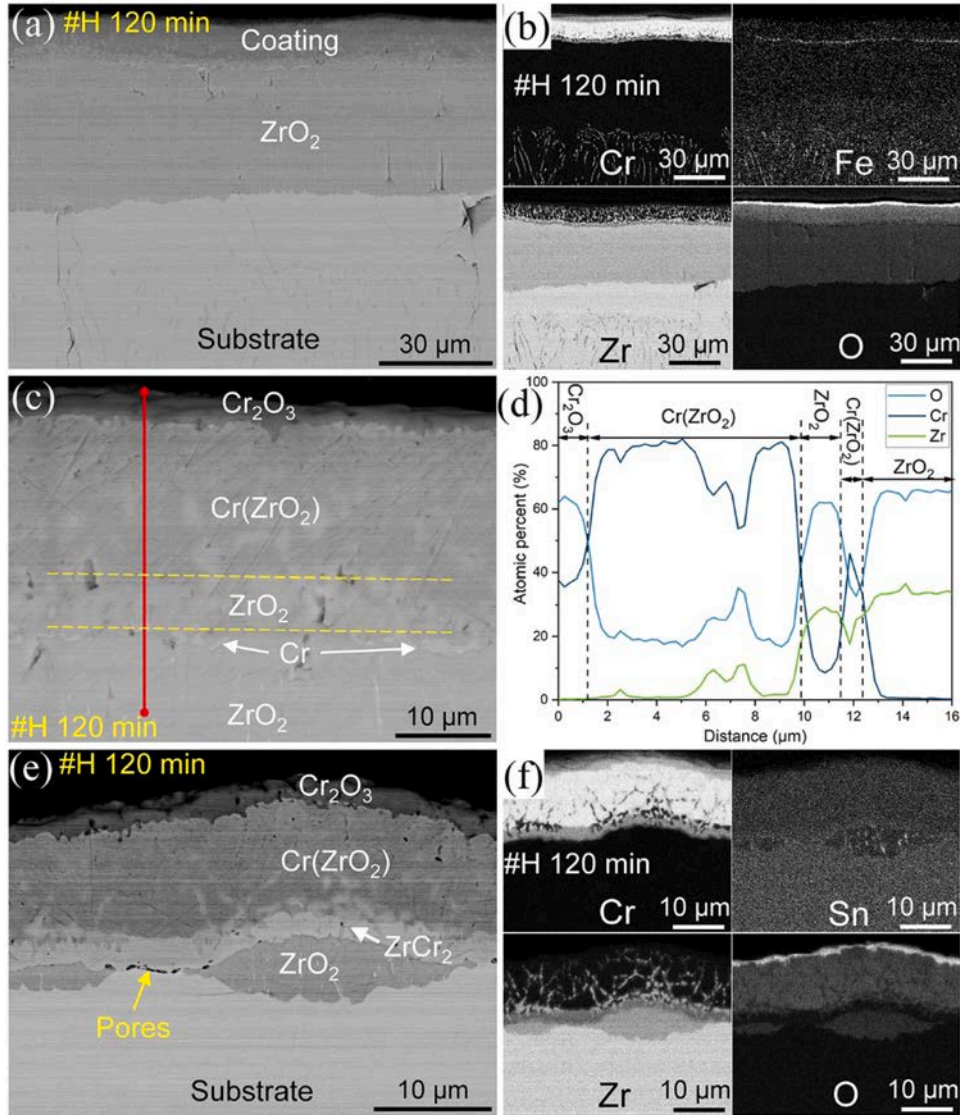 (a) #H 120 min
Coating
ZrO2
Substrate
30 μm
(b)
#H 120 min
Cr
30 μm
Fe
30 μm
Zr
30 μm
O
30 μm
(c)
Cr2O3
Cr(ZrO2)
ZrO2
Cr
ZrO2
#H 120 min
10 μm
(d)
Cr2O3
Cr(ZrO2)
ZrO2
Cr(ZrO2)
ZrO2
O
Cr
Zr
Atomic percent (%)
100
80
60
40
20
0
0 2 4 6 8 10 12 14 16
Distance (μm)
(e) #H 120 min
Cr2O3
Cr(ZrO2)
ZrCr2
ZrO2
Pores
Substrate
10 μm
(f)
#H 120 min
Cr
10 μm
Sn
10 μm
Zr
10 μm
O
10 μm